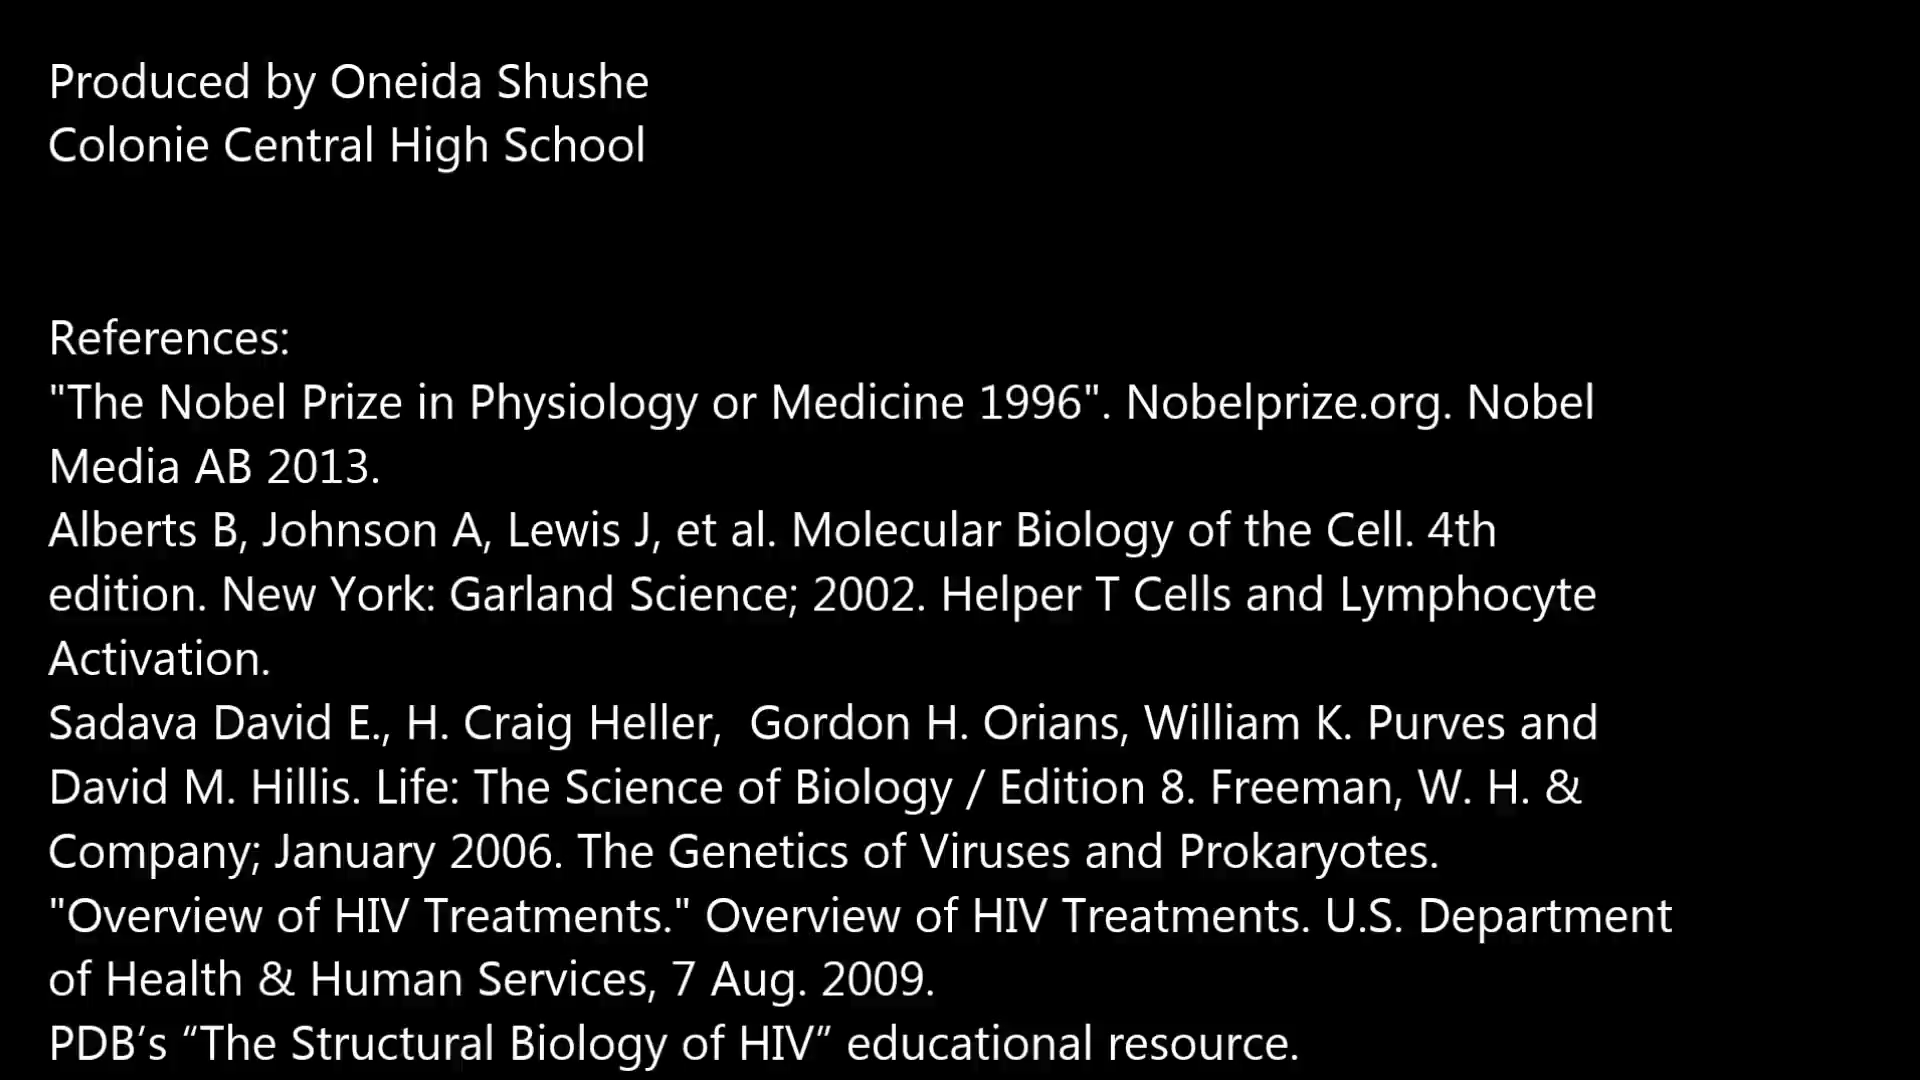 Produced by Oneida Shushe
Colonie Central High School
References:
"The Nobel Prize in Physiology or Medicine 1996". Nobelprize.org. Nobel
Media AB 2013.
Alberts B, Johnson A, Lewis J, et al. Molecular Biology of the Cell. 4th
edition. New York: Garland Science; 2002. Helper T Cells and Lymphocyte
Activation.
Sadava David E., H. Craig Heller,  Gordon H. Orians, William K. Purves and
David M. Hillis. Life: The Science of Biology / Edition 8. Freeman, W. H. &
Company; January 2006. The Genetics of Viruses and Prokaryotes.
"Overview of HIV Treatments." Overview of HIV Treatments. U.S. Department
of Health & Human Services, 7 Aug. 2009.
PDB’s “The Structural Biology of HIV” educational resource.